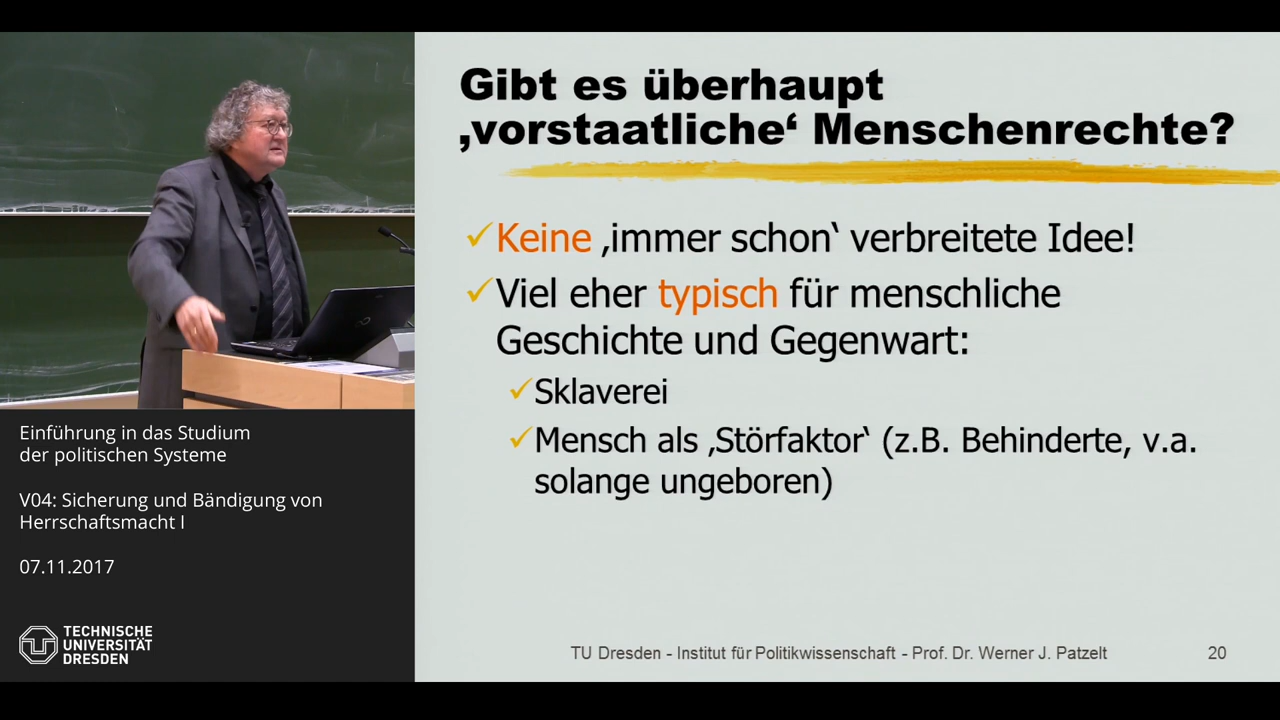 Gibt es überhaupt
‚vorstaatliche‘ Menschenrechte?
Keine ‚immer schon‘ verbreitete Idee!
Viel eher typisch für menschliche
Geschichte und Gegenwart:
Sklaverei
Mensch als ‚Störfaktor‘ (z.B. Behinderte, v.a.
solange ungeboren)
TU Dresden - Institut für Politikwissenschaft - Prof. Dr. Werner J. Patzelt
20
Einführung in das Studium
der politischen Systeme
V04: Sicherung und Bändigung von
Herrschaftsmacht I
07.11.2017
TECHNISCHE
UNIVERSITÄT
DRESDEN